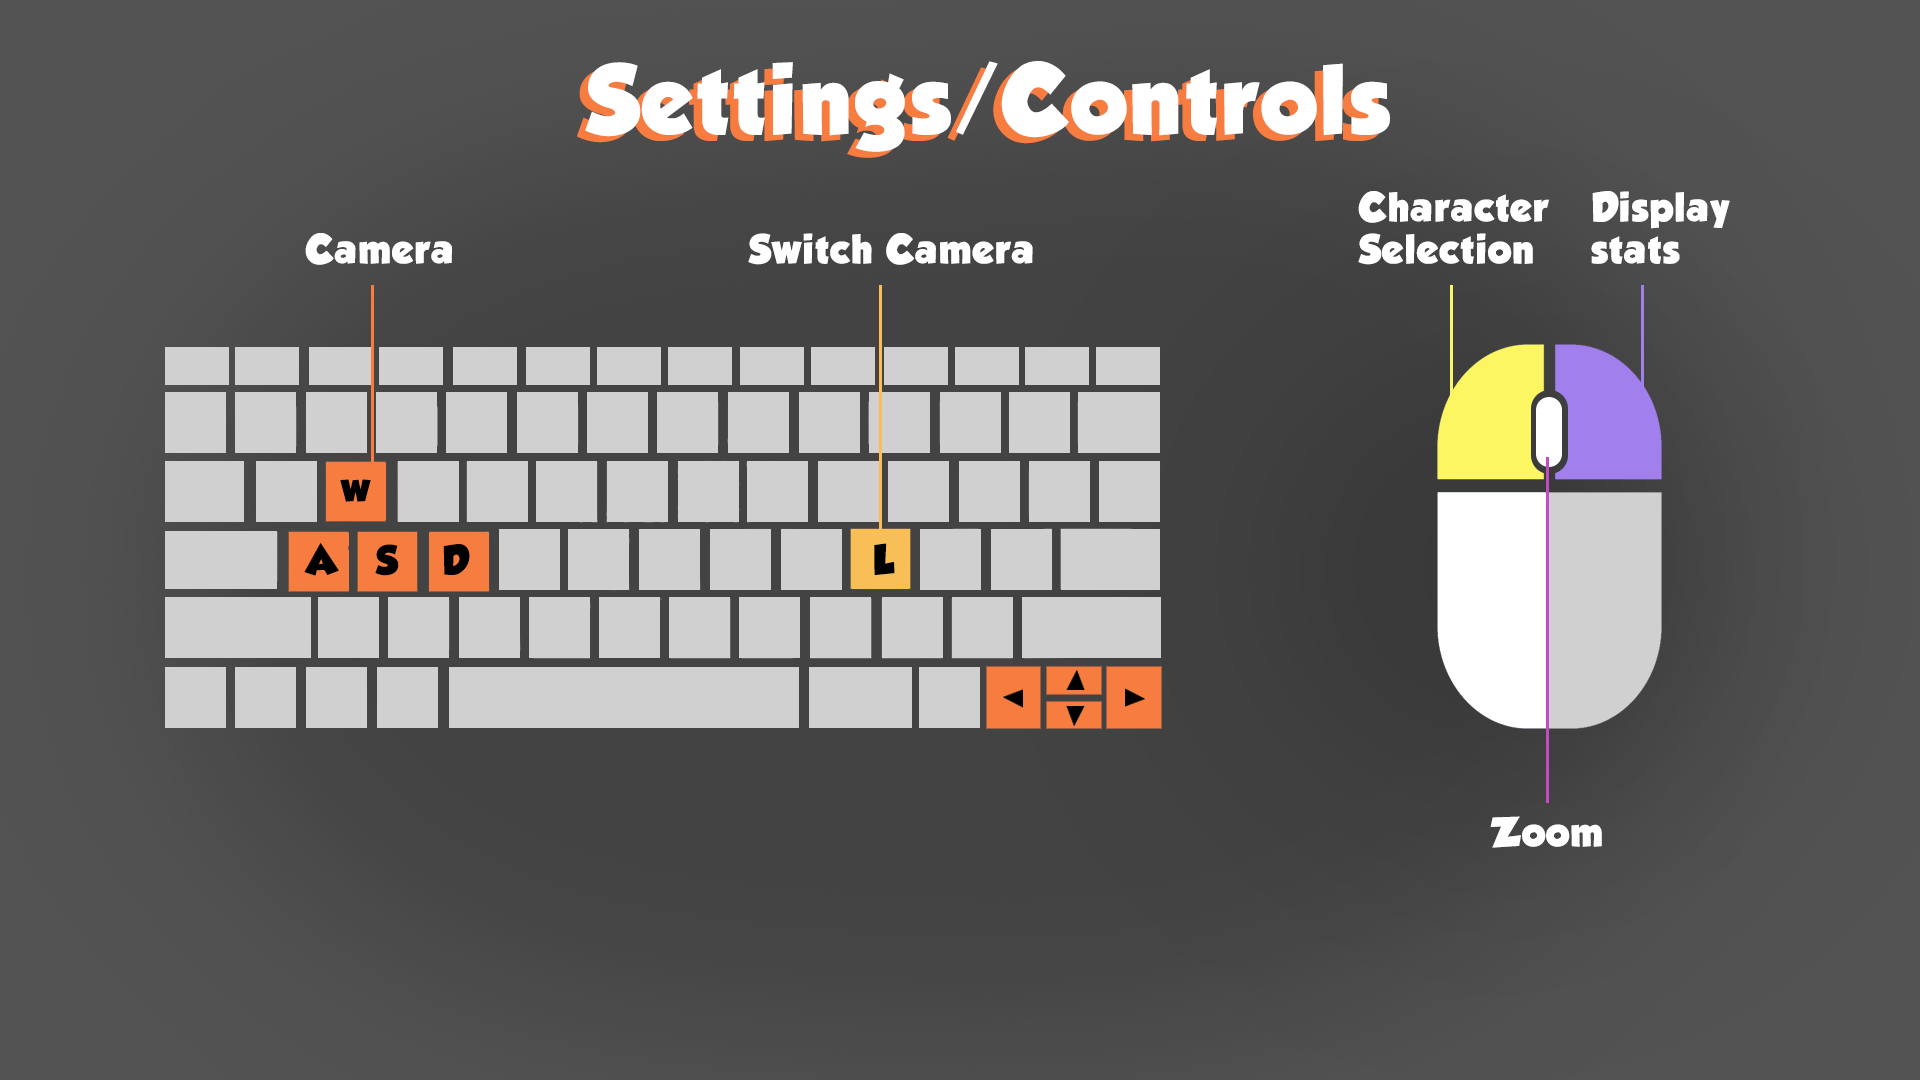 Settings/Controls
Camera
Switch Camera
Character
Selection
Display
stats
W
A S D
L
Zoom